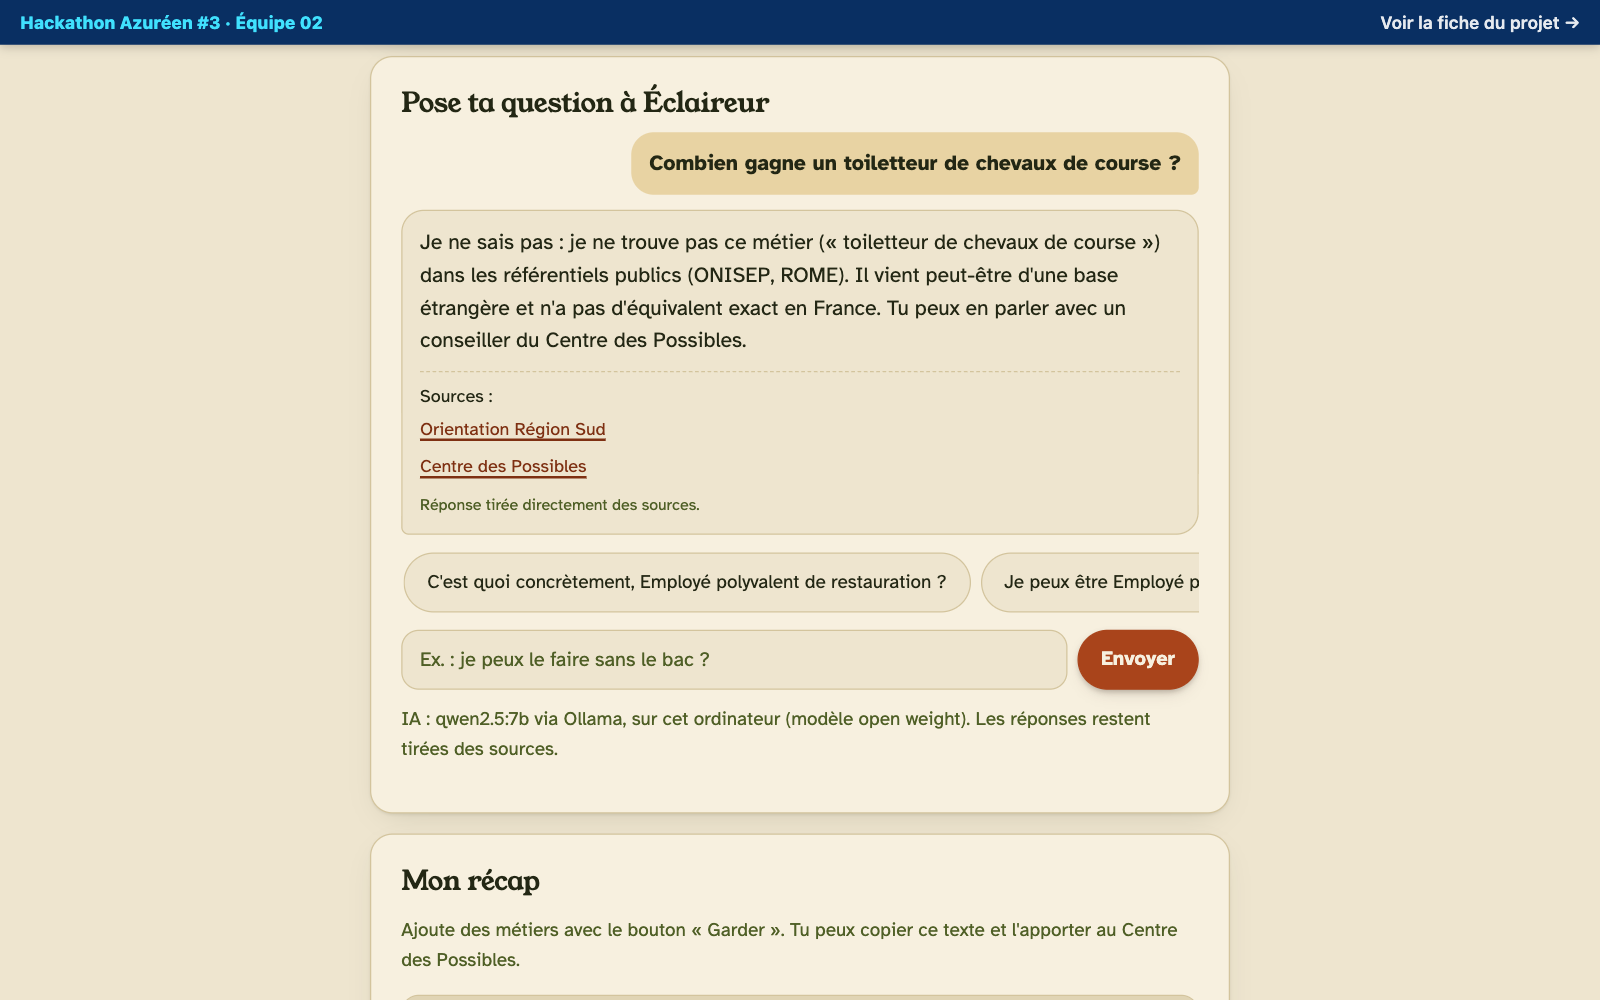 Hackathon Azuréen #3 · Équipe 02
Voir la fiche du projet →
Pose ta question à Éclaireur
Combien gagne un toiletteur de chevaux de course ?
Je ne sais pas : je ne trouve pas ce métier (« toiletteur de chevaux de course »)
dans les référentiels publics (ONISEP, ROME). Il vient peut-être d'une base
étrangère et n'a pas d'équivalent exact en France. Tu peux en parler avec un
conseiller du Centre des Possibles.
Sources :
Orientation Région Sud
Centre des Possibles
Réponse tirée directement des sources.
C'est quoi concrètement, Employé polyvalent de restauration ?
Je peux être Employé p
Ex. : je peux le faire sans le bac ?
Envoyer
IA : qwen2.5:7b via Ollama, sur cet ordinateur (modèle open weight). Les réponses restent
tirées des sources.
Mon récap
Ajoute des métiers avec le bouton « Garder ». Tu peux copier ce texte et l'apporter au Centre
des Possibles.